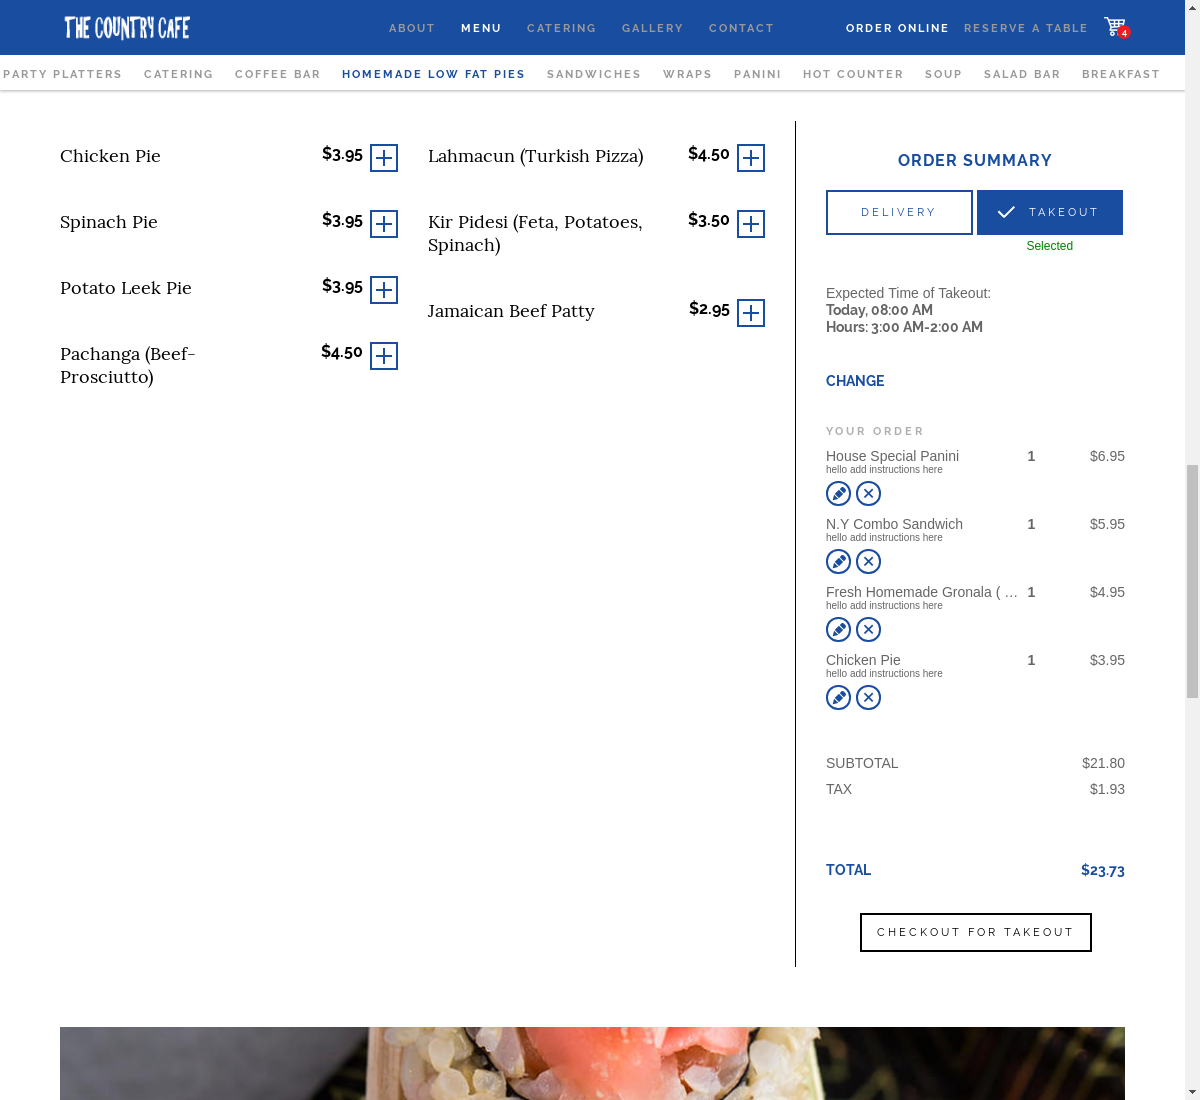 THE COUNTRY CAFE
ABOUT MENU CATERING GALLERY CONTACT ORDER ONLINE RESERVE A TABLE 4
PARTY PLATTERS CATERING COFFEE BAR HOMEMADE LOW FAT PIES SANDWICHES WRAPS PANINI HOT COUNTER SOUP SALAD BAR BREAKFAST
Chicken Pie $3.95
Spinach Pie $3.95
Potato Leek Pie $3.95
Pachanga (Beef-
Prosciutto) $4.50
Lahmacun (Turkish Pizza) $4.50
Kir Pidesi (Feta, Potatoes,
Spinach) $3.50
Jamaican Beef Patty $2.95
ORDER SUMMARY
DELIVERY TAKEOUT
Selected
Expected Time of Takeout:
Today, 08:00 AM
Hours: 3:00 AM-2:00 AM
CHANGE
YOUR ORDER
House Special Panini 1 $6.95
hello add instructions here
N.Y Combo Sandwich 1 $5.95
hello add instructions here
Fresh Homemade Gronala ( … 1 $4.95
hello add instructions here
Chicken Pie 1 $3.95
hello add instructions here
SUBTOTAL $21.80
TAX $1.93
TOTAL $23.73
CHECKOUT FOR TAKEOUT